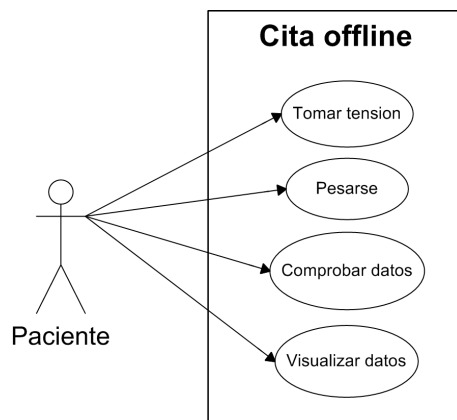 Cita offline
Tomar tension
Pesarse
Comprobar datos
Paciente
Visualizar datos